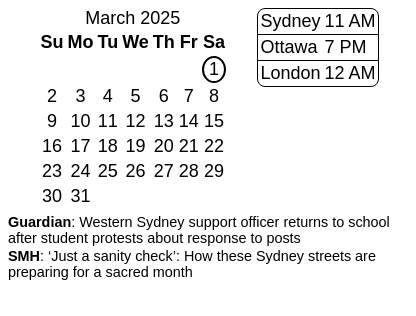 March 2025
Su Mo Tu We Th Fr Sa
1
2 3 4 5 6 7 8
9 10 11 12 13 14 15
16 17 18 19 20 21 22
23 24 25 26 27 28 29
30 31
Sydney 11 AM
Ottawa 7 PM
London 12 AM
Guardian: Western Sydney support officer returns to school
after student protests about response to posts
SMH: ‘Just a sanity check’: How these Sydney streets are
preparing for a sacred month